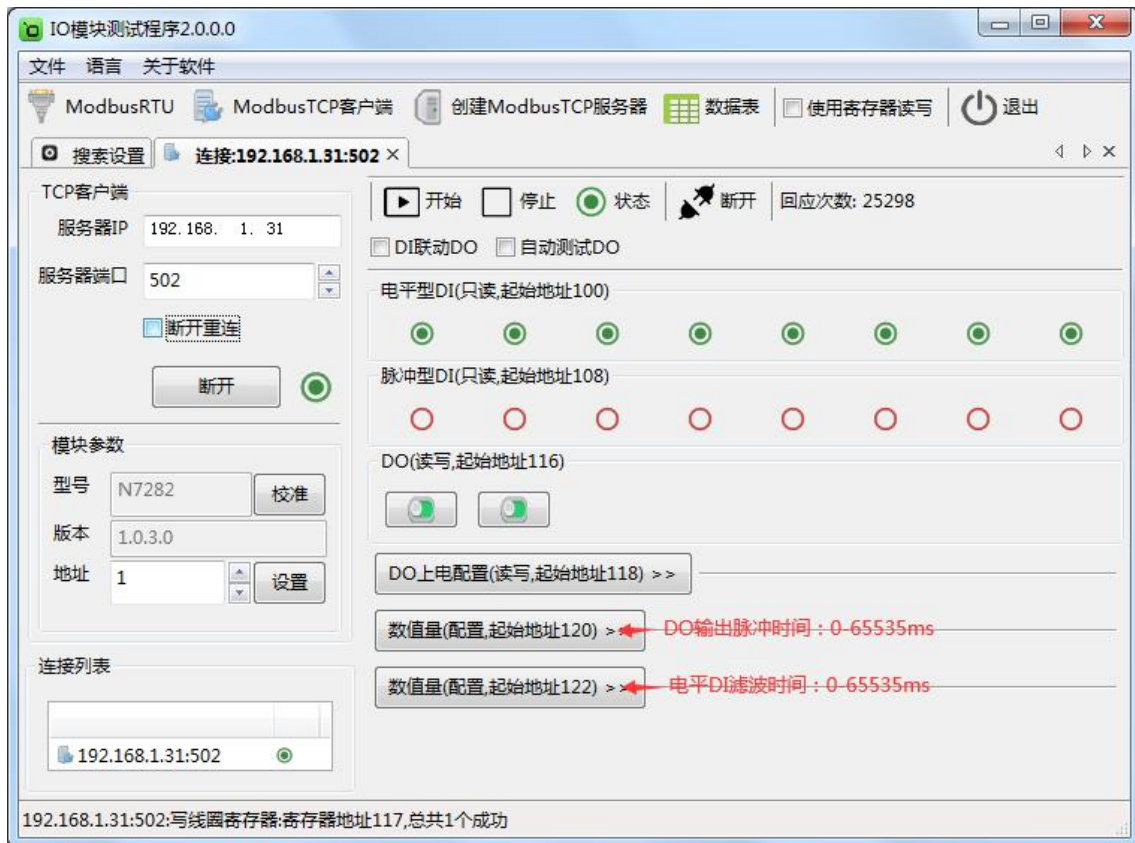 IO模块测试程序2.0.0.0
文件 语言 关于软件
ModbusRTU ModbusTCP客户端 创建ModbusTCP服务器 数据表 使用寄存器读写 退出
搜索设置 连接:192.168.1.31:502
TCP客户端
服务器IP 192.168. 1. 31
服务器端口 502
断开重连
断开
模块参数
型号 N7282 校准
版本 1.0.3.0
地址 1 设置
连接列表
192.168.1.31:502
开始 停止 状态 断开 回应次数: 25298
DI联动DO 自动测试DO
电平型DI(只读,起始地址100)
脉冲型DI(只读,起始地址108)
DO(读写,起始地址116)
DO上电配置(读写,起始地址118) >>
数值量(配置,起始地址120) >> DO输出脉冲时间：0-65535ms
数值量(配置,起始地址122) >> 电平DI滤波时间：0-65535ms
192.168.1.31:502:写线圈寄存器:寄存器地址117,总共1个成功